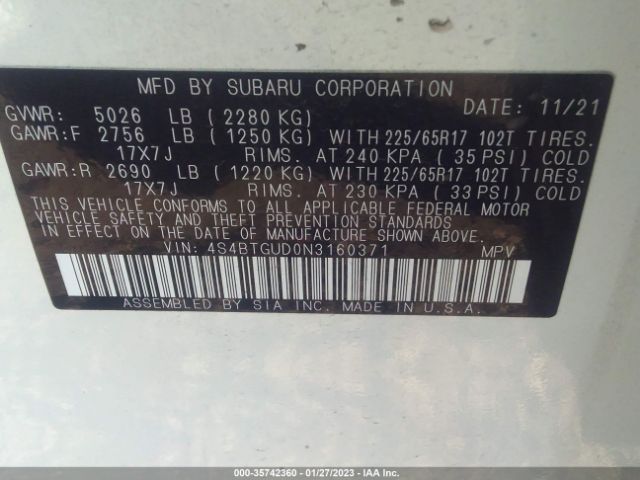 MFD BY SUBARU CORPORATION
DATE: 11/21
GVWR: 5026 LB ( 2280 KG)
GAWR:F 2756 LB ( 1250 KG) WITH 225/65R17 102T TIRES.
17X7J RIMS. AT 240 KPA ( 35 PSI) COLD
GAWR:R 2690 LB ( 1220 KG) WITH 225/65R17 102T TIRES.
17X7J RIMS. AT 230 KPA ( 33 PSI) COLD
THIS VEHICLE CONFORMS TO ALL APPLICABLE FEDERAL MOTOR
VEHICLE SAFETY AND THEFT PREVENTION STANDARDS
IN EFFECT ON THE DATE OF MANUFACTURE SHOWN ABOVE.
VIN: 4S4BTGUD0N3160371 MPV
ASSEMBLED BY SIA INC. MADE IN U.S.A.
000-35742360 - 01/27/2023 - IAA Inc.